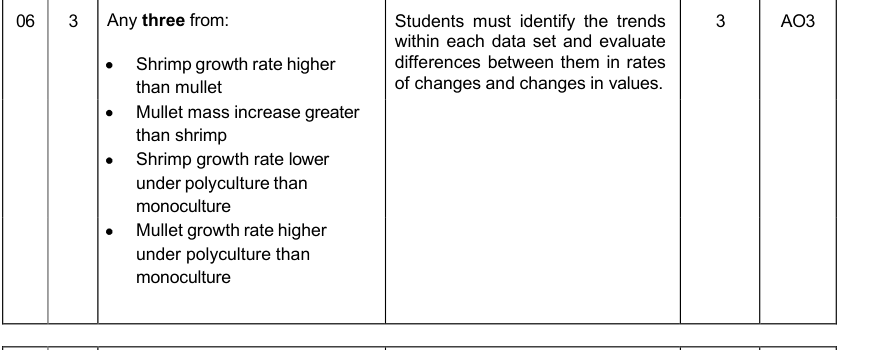 06 3 Any three from: Students must identify the trends 3 AO3
within each data set and evaluate
differences between them in rates
of changes and changes in values.
• Shrimp growth rate higher
than mullet
• Mullet mass increase greater
than shrimp
• Shrimp growth rate lower
under polyculture than
monoculture
• Mullet growth rate higher
under polyculture than
monoculture